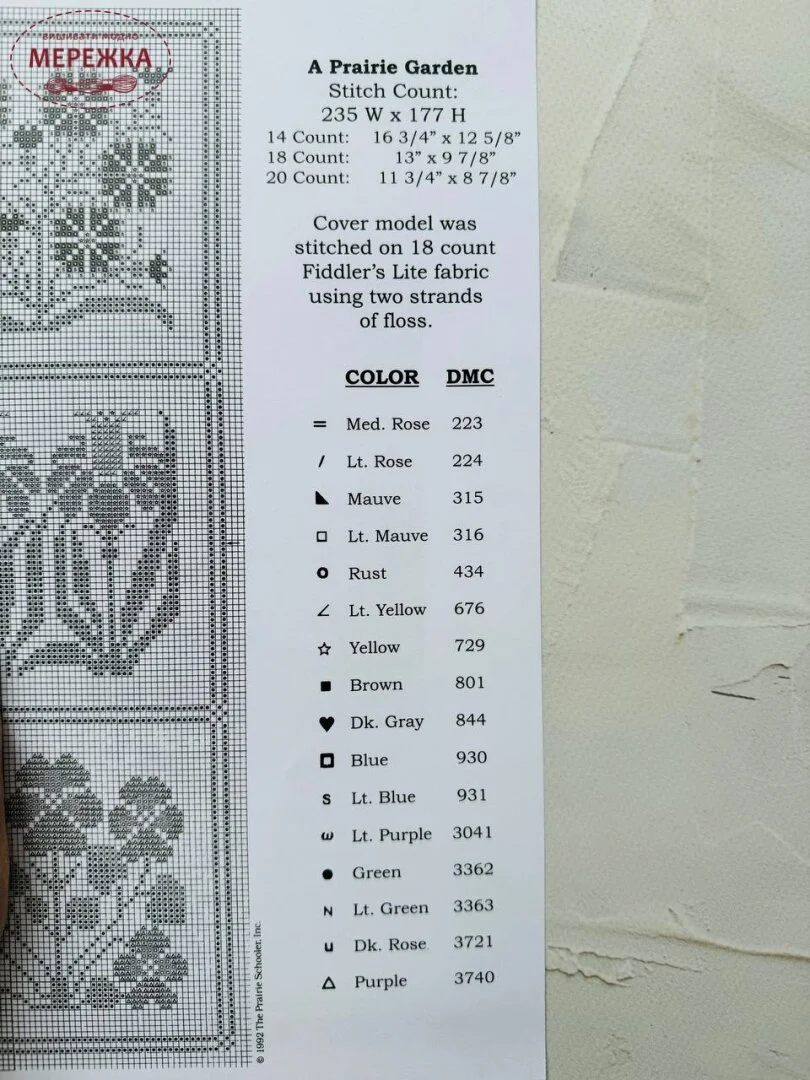 ВИШИВАТИ МОДНО
МЕРЕЖКА
A Prairie Garden
Stitch Count:
235 W x 177 H
14 Count: 16 3/4” x 12 5/8”
18 Count: 13” x 9 7/8”
20 Count: 11 3/4” x 8 7/8”
Cover model was
stitched on 18 count
Fiddler’s Lite fabric
using two strands
of floss.
COLOR DMC
= Med. Rose 223
/ Lt. Rose 224
◣ Mauve 315
□ Lt. Mauve 316
o Rust 434
∠ Lt. Yellow 676
☆ Yellow 729
■ Brown 801
♥ Dk. Gray 844
□ Blue 930
S Lt. Blue 931
ω Lt. Purple 3041
● Green 3362
N Lt. Green 3363
u Dk. Rose 3721
△ Purple 3740
© 1992 The Prairie Schooler, Inc.